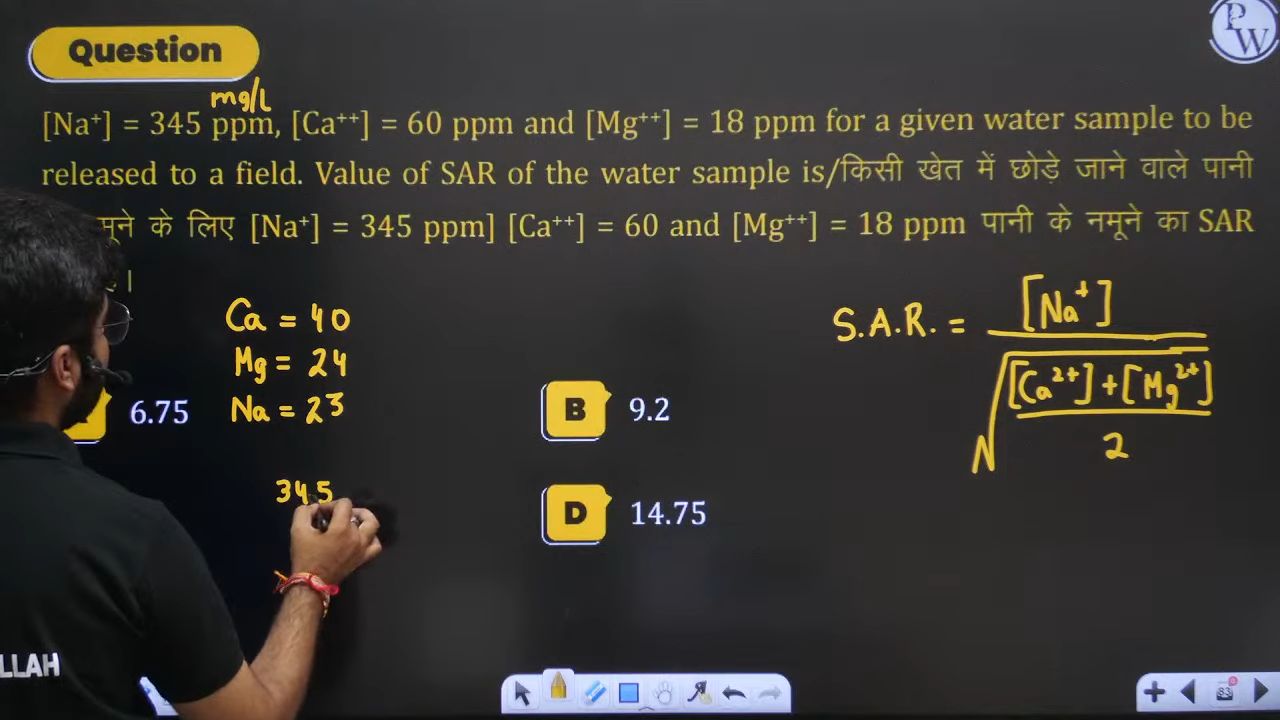 Question
PW
mg/l
[Na⁺] = 345 ppm, [Ca⁺⁺] = 60 ppm and [Mg⁺⁺] = 18 ppm for a given water sample to be
released to a field. Value of SAR of the water sample is/किसी खेत में छोड़े जाने वाले पानी
मूने के लिए [Na⁺] = 345 ppm] [Ca⁺⁺] = 60 and [Mg⁺⁺] = 18 ppm पानी के नमूने का SAR
।
Ca = 40
Mg = 24
Na = 23
S.A.R. = [Na⁺] / √(([Ca²⁺] + [Mg²⁺]) / 2)
6.75
B 9.2
345
D 14.75
LLAH
83